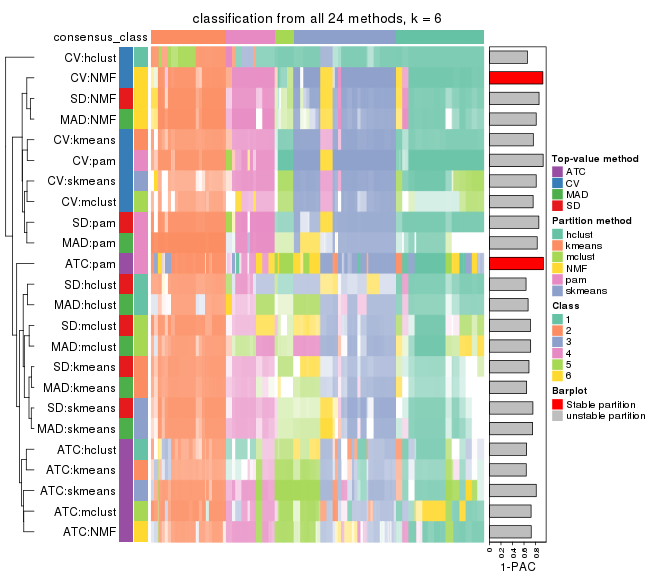 classification from all 24 methods, k = 6
consensus_class
CV:hclust
CV:NMF
SD:NMF
MAD:NMF
CV:kmeans
CV:pam
CV:skmeans
CV:mclust
SD:pam
MAD:pam
ATC:pam
SD:hclust
MAD:hclust
SD:mclust
MAD:mclust
SD:kmeans
MAD:kmeans
SD:skmeans
MAD:skmeans
ATC:hclust
ATC:kmeans
ATC:skmeans
ATC:mclust
ATC:NMF
0
0.2
0.4
0.6
0.8
1-PAC
Top-value method
ATC
CV
MAD
SD
Partition method
hclust
kmeans
mclust
NMF
pam
skmeans
Class
1
2
3
4
5
6
Barplot
Stable partition
unstable partition